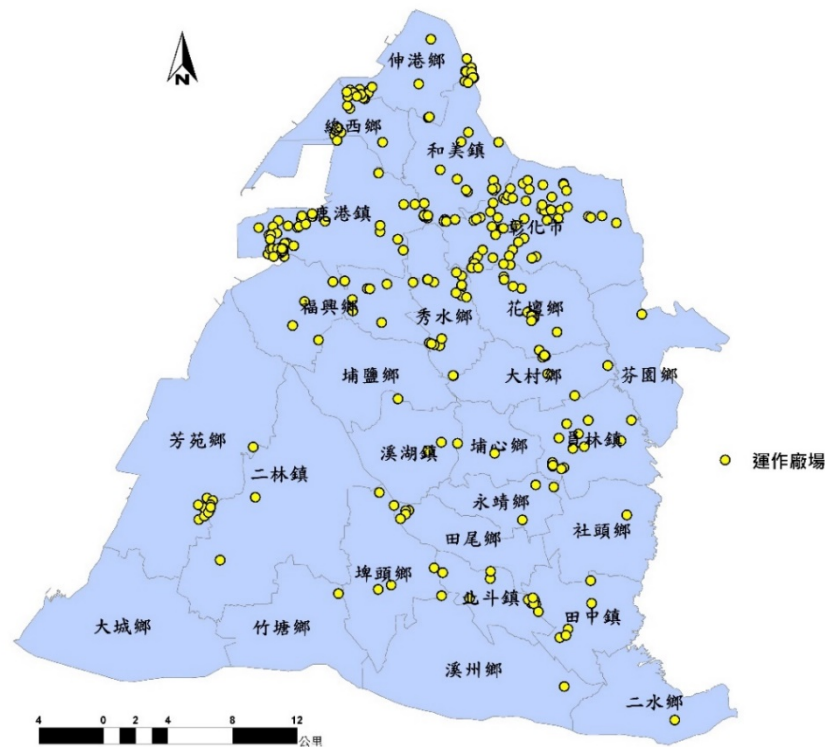 伸港鄉
N
線西鄉
和美鎮
鹿港鎮
彰化市
福興鄉
秀水鄉
花壇鄉
埔鹽鄉
大村鄉
芬園鄉
芳苑鄉
二林鎮
溪湖鎮
埔心鄉
員林鎮
運作廠場
永靖鄉
田尾鄉
社頭鄉
埤頭鄉
北斗鎮
田中鎮
大城鄉
竹塘鄉
溪州鄉
二水鄉
4 0 2 4 8 12
公里